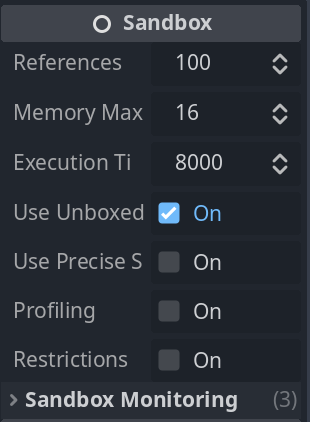 Sandbox
References 100
Memory Max 16
Execution Ti 8000
Use Unboxed On
Use Precise S On
Profiling On
Restrictions On
Sandbox Monitoring (3)